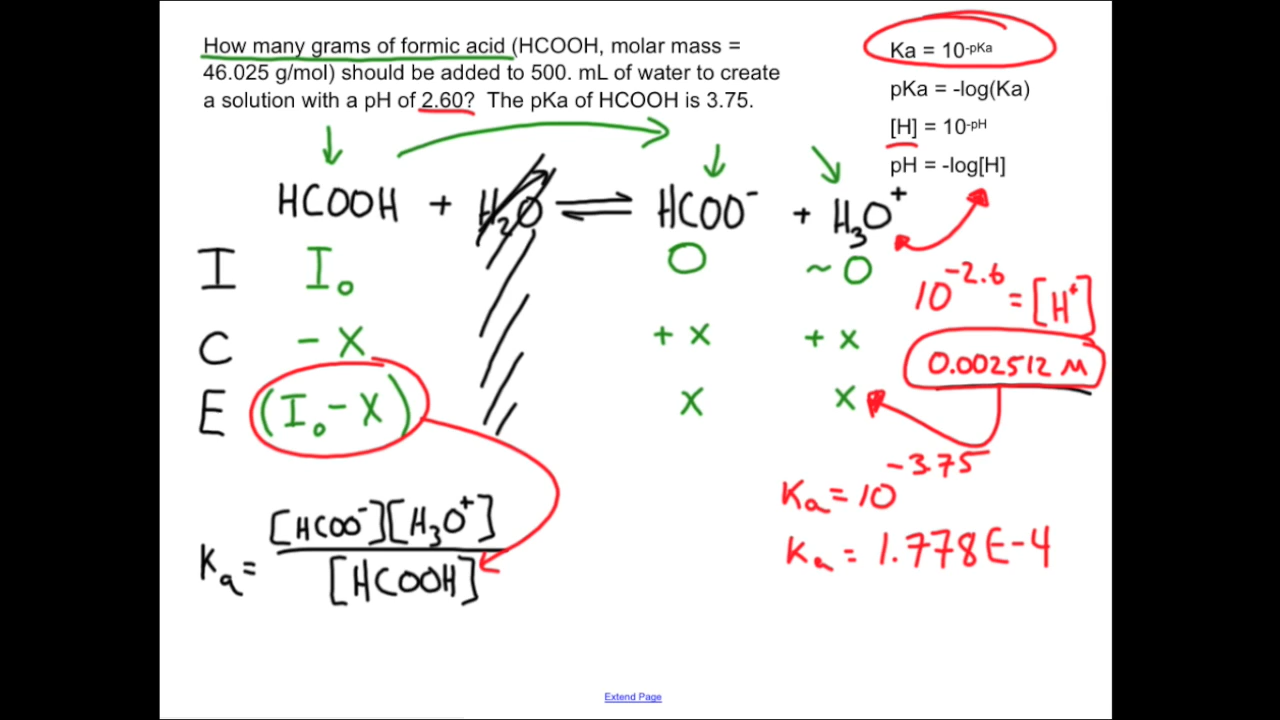 How many grams of formic acid (HCOOH, molar mass =
46.025 g/mol) should be added to 500. mL of water to create
a solution with a pH of 2.60? The pKa of HCOOH is 3.75.
Ka = 10^-pKa
pKa = -log(Ka)
[H] = 10^-pH
pH = -log[H]
HCOOH + H₂O ⇌ HCOO⁻ + H₃O⁺
I I₀ 0 ~0
C -X +X +X
E (I₀-X) X X
10^-2.6 = [H⁺]
0.002512 M
Ka = [HCOO⁻][H₃O⁺]
[HCOOH]
Ka = 10^-3.75
Ka = 1.778E-4
Extend Page